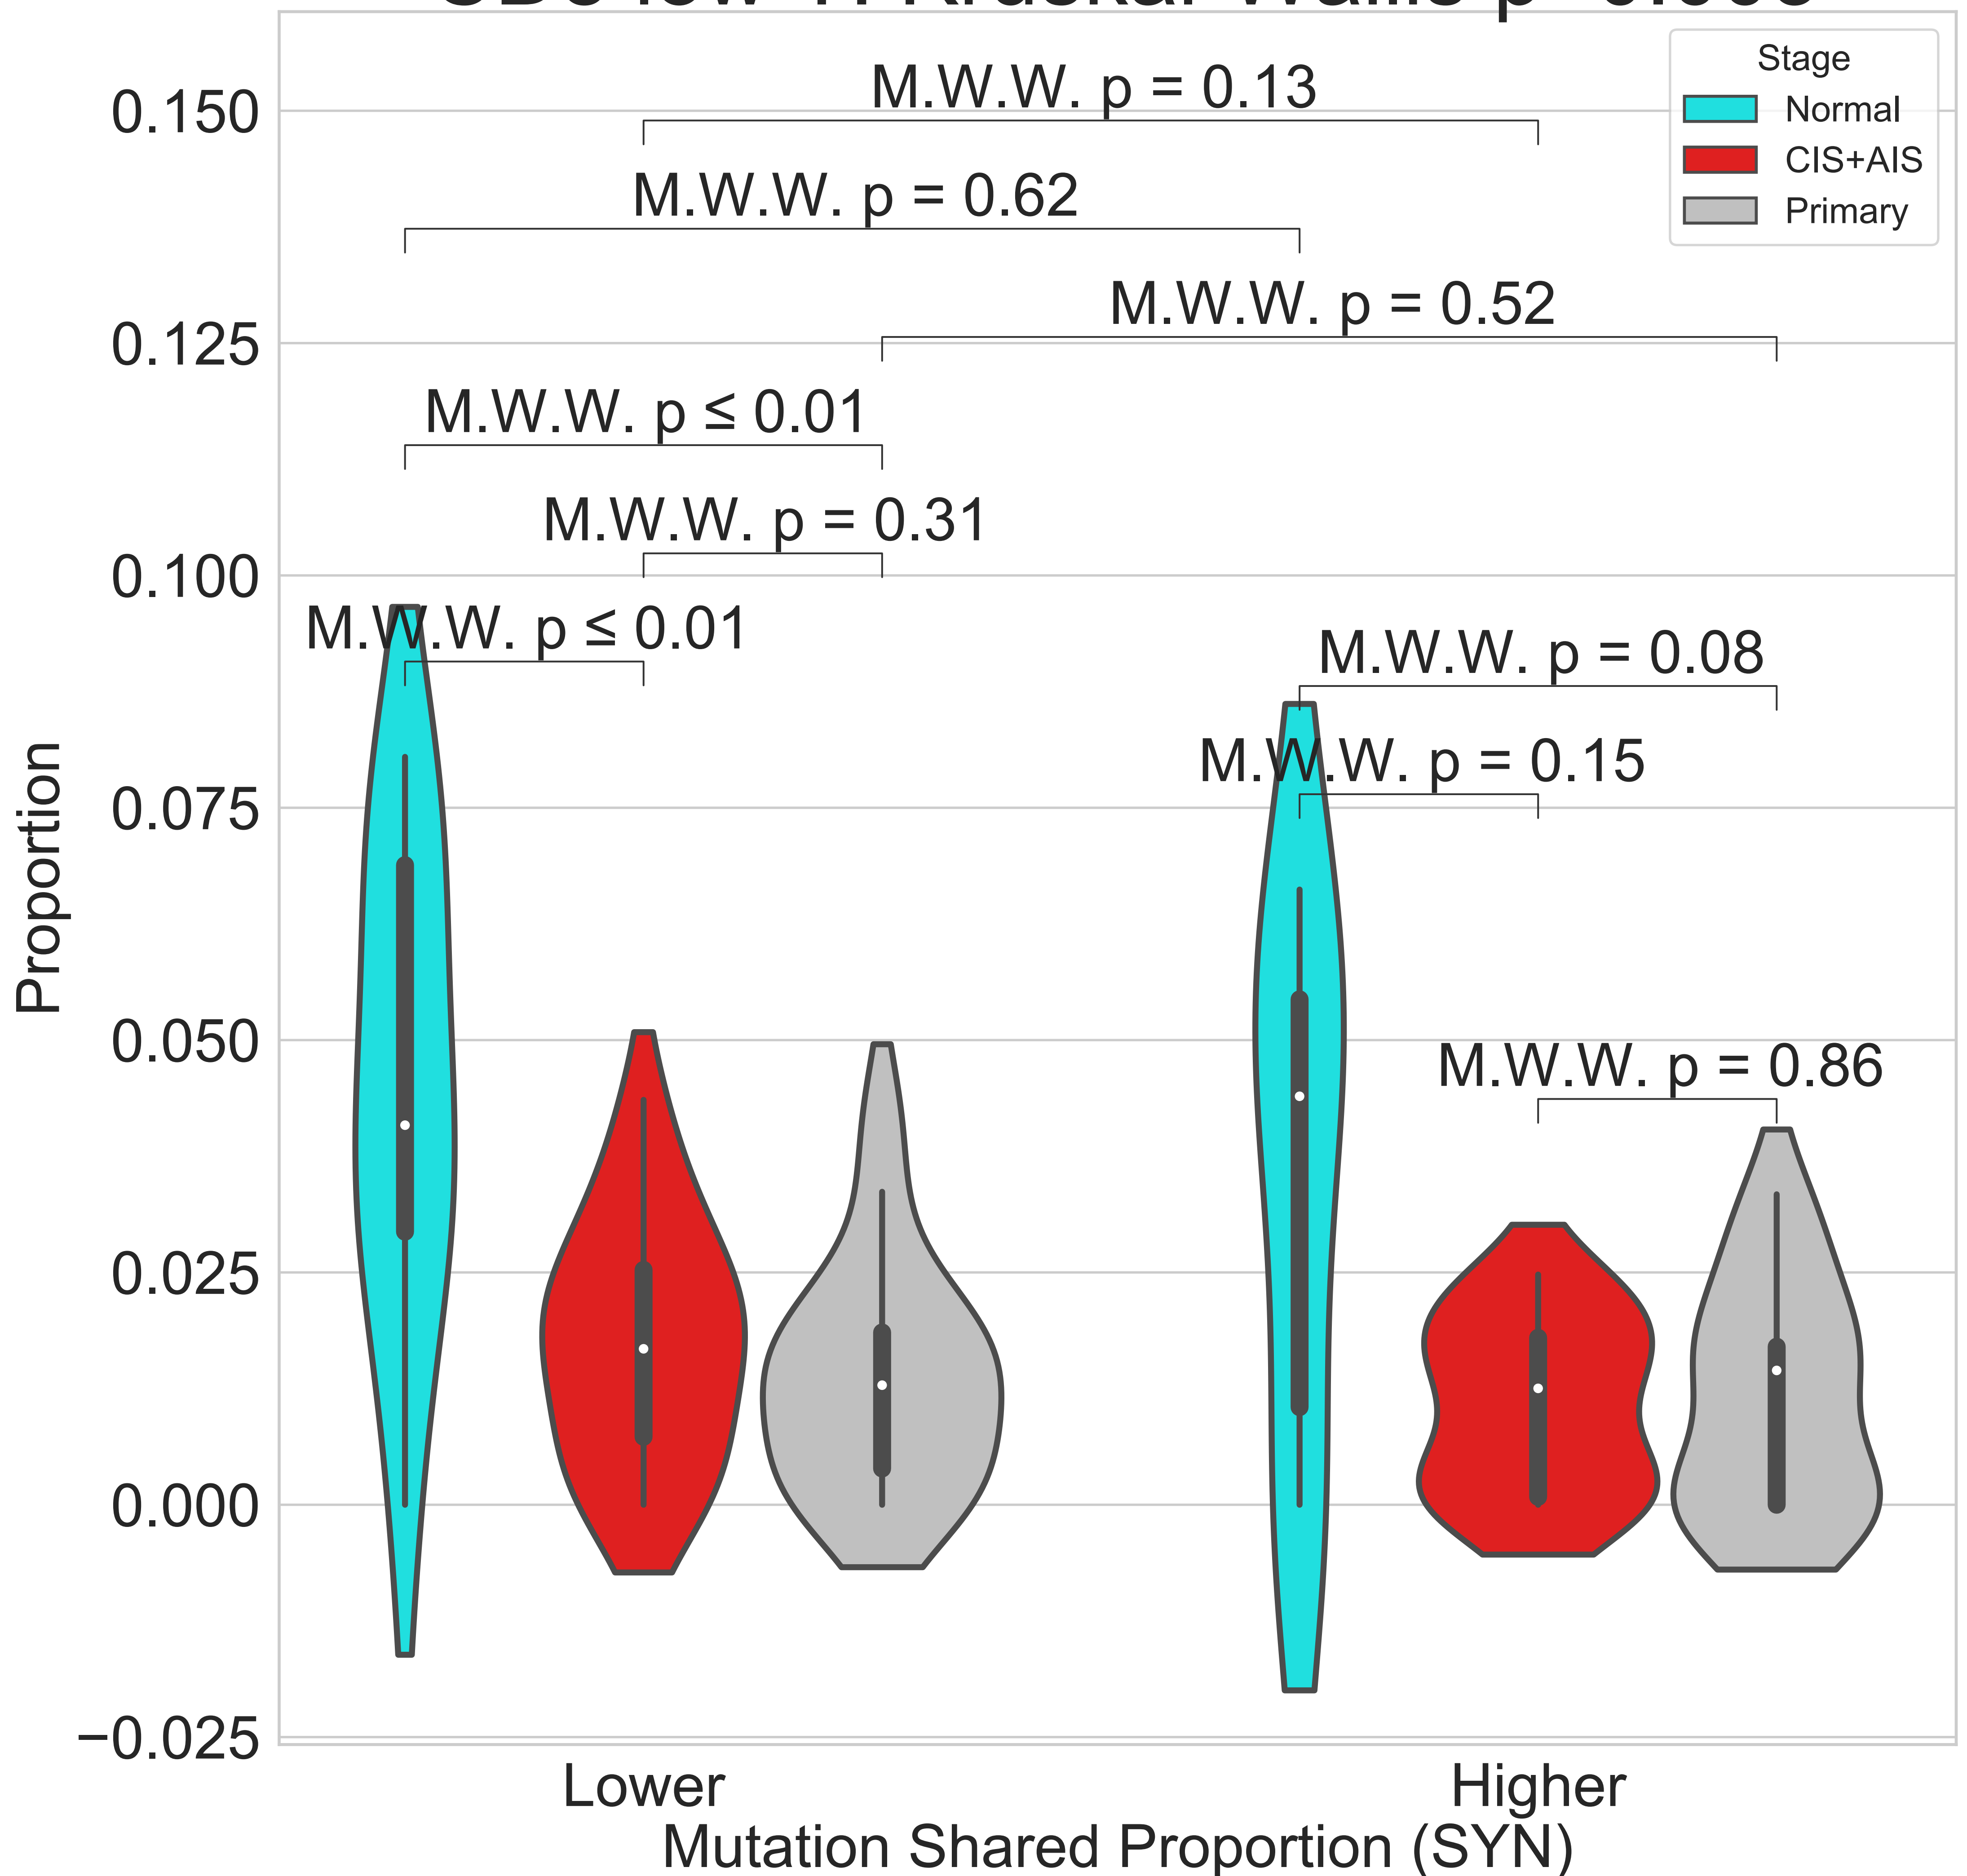 Stage
Normal
CIS+AIS
Primary
M.W.W. p = 0.13
M.W.W. p = 0.62
M.W.W. p = 0.52
M.W.W. p ≤ 0.01
M.W.W. p = 0.31
M.W.W. p ≤ 0.01
M.W.W. p = 0.08
M.W.W. p = 0.15
M.W.W. p = 0.86
0.150
0.125
0.100
0.075
0.050
0.025
0.000
−0.025
Proportion
Lower
Higher
Mutation Shared Proportion (SYN)